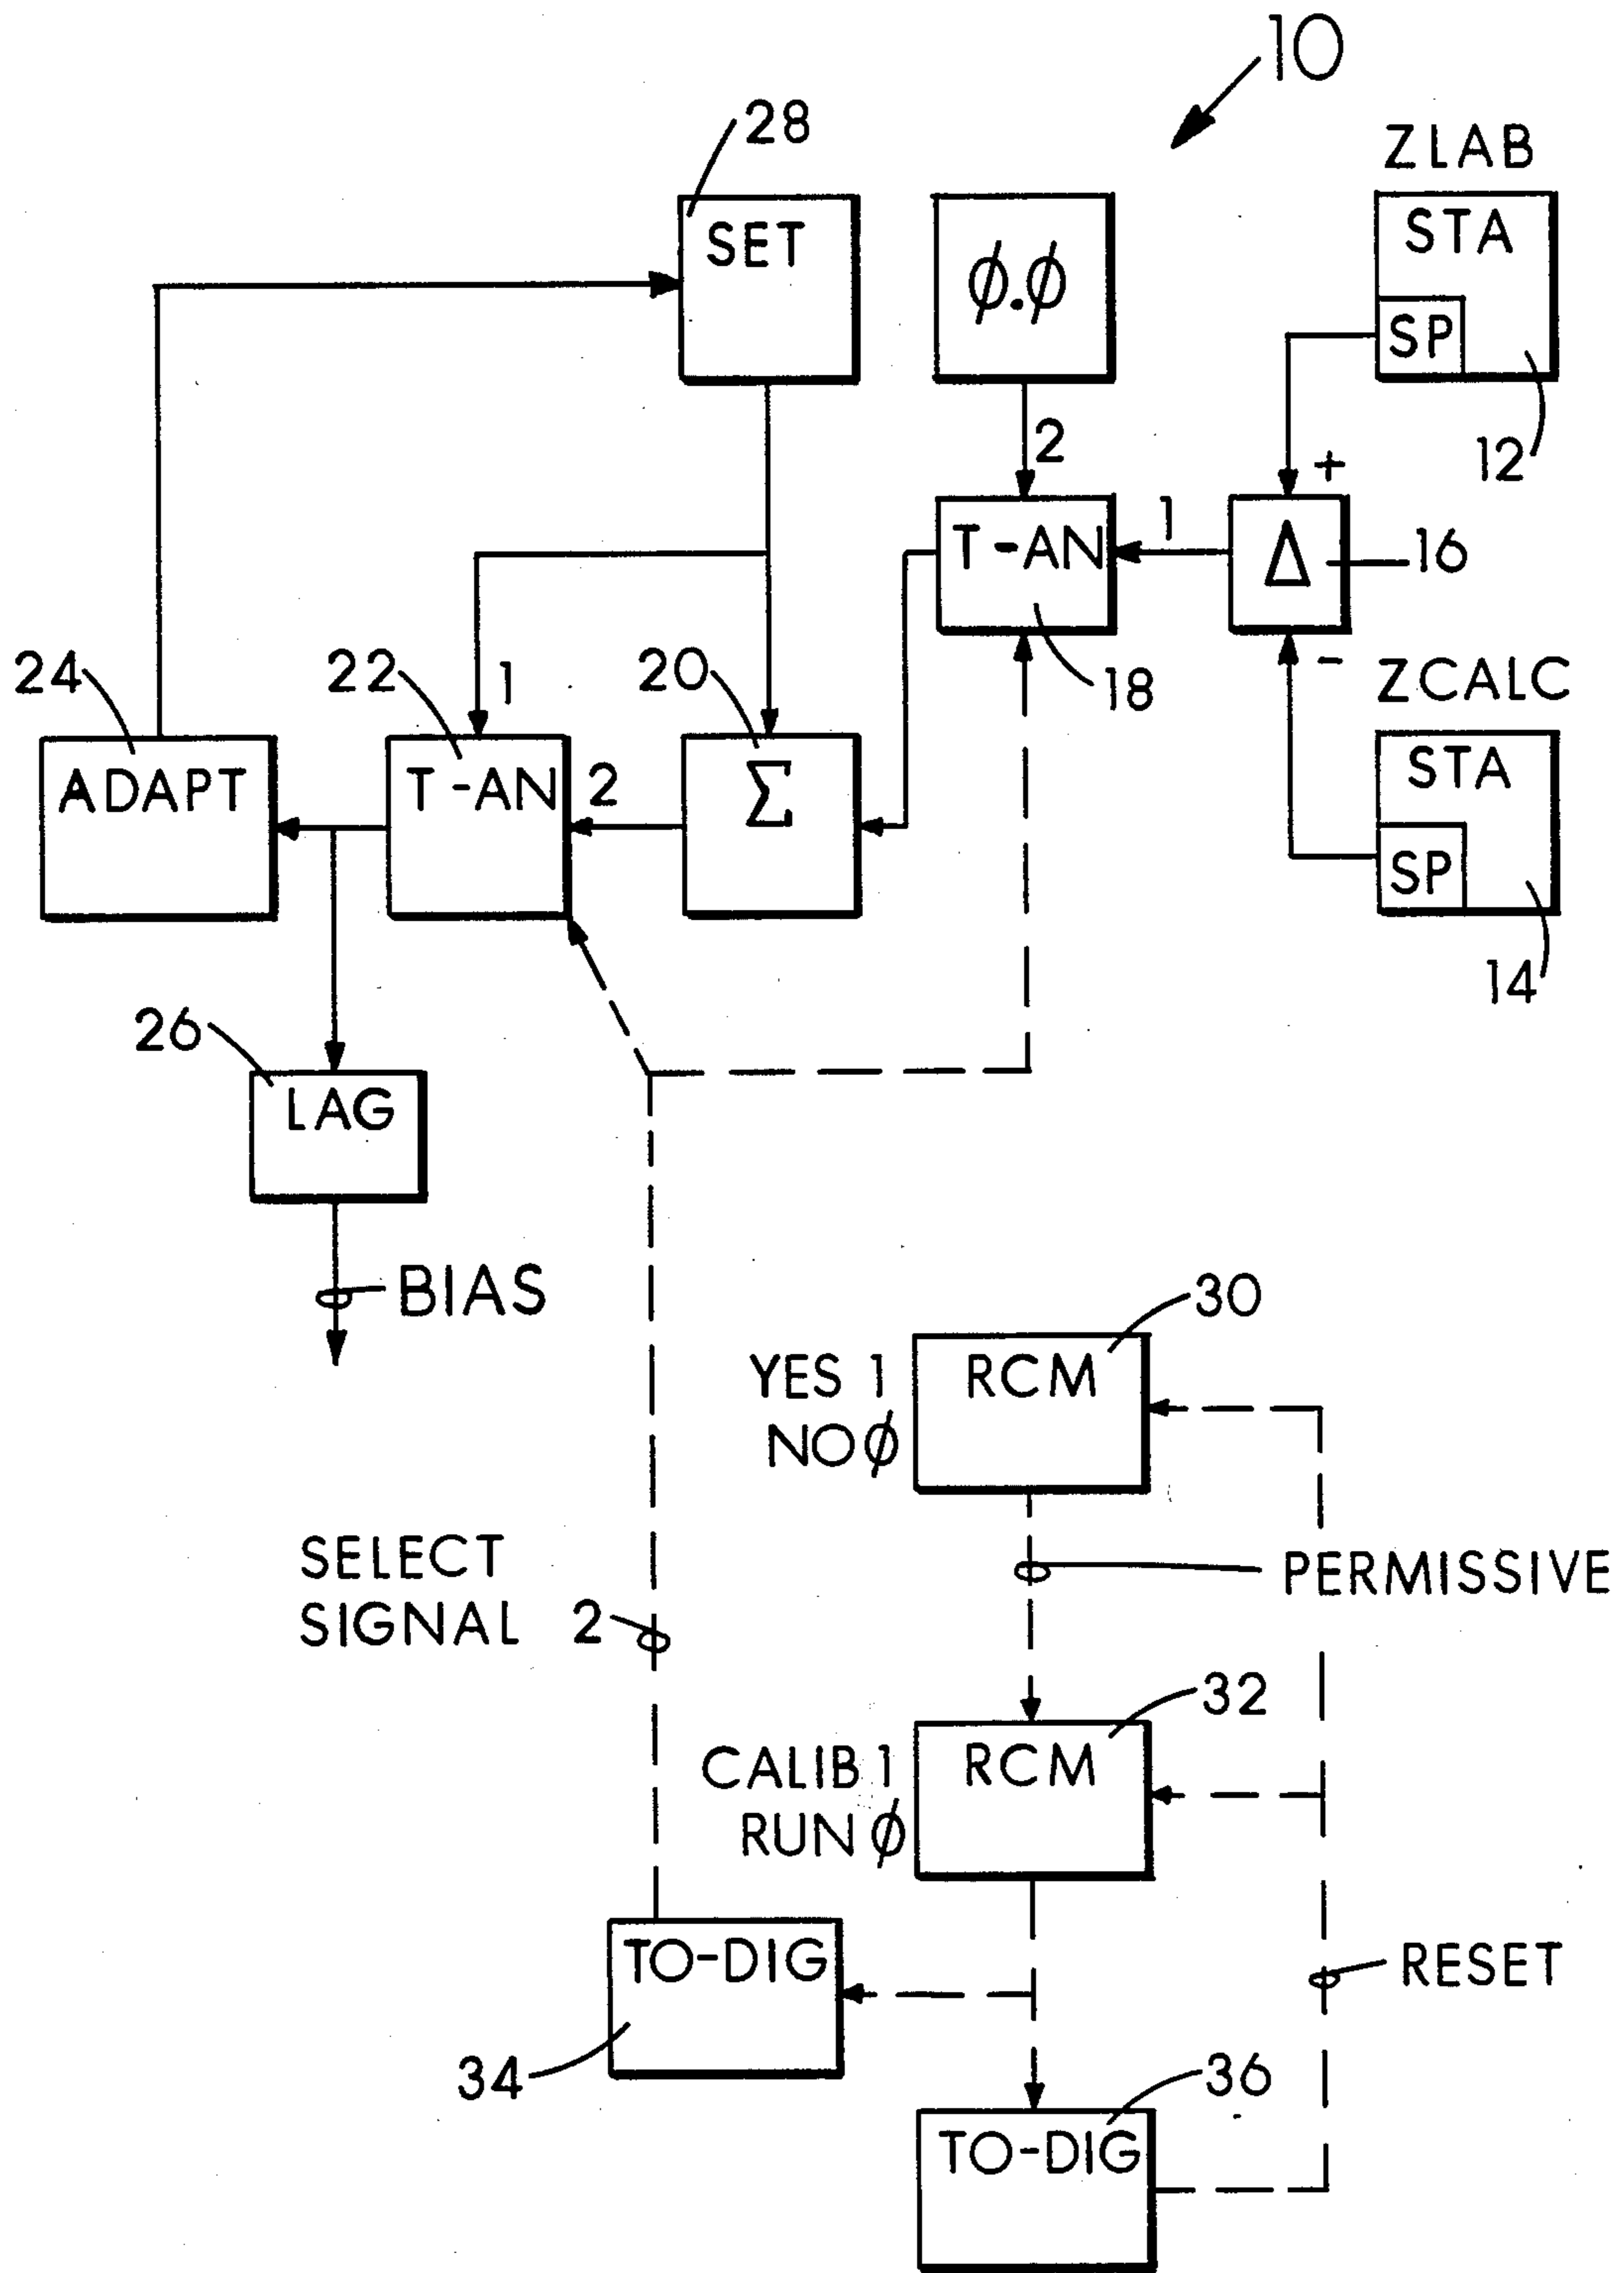 10
28
ZLAB
SET
φ.φ
STA
SP
2
12
+
T-AN
1
Δ
16
-
24
22
1
20
18
ZCALC
ADAPT
T-AN
2
Σ
STA
SP
14
26
LAG
BIAS
30
YES 1
NO φ
RCM
SELECT
SIGNAL
2
PERMISSIVE
32
CALIB 1
RUN φ
RCM
TO-DIG
RESET
34
36
TO-DIG